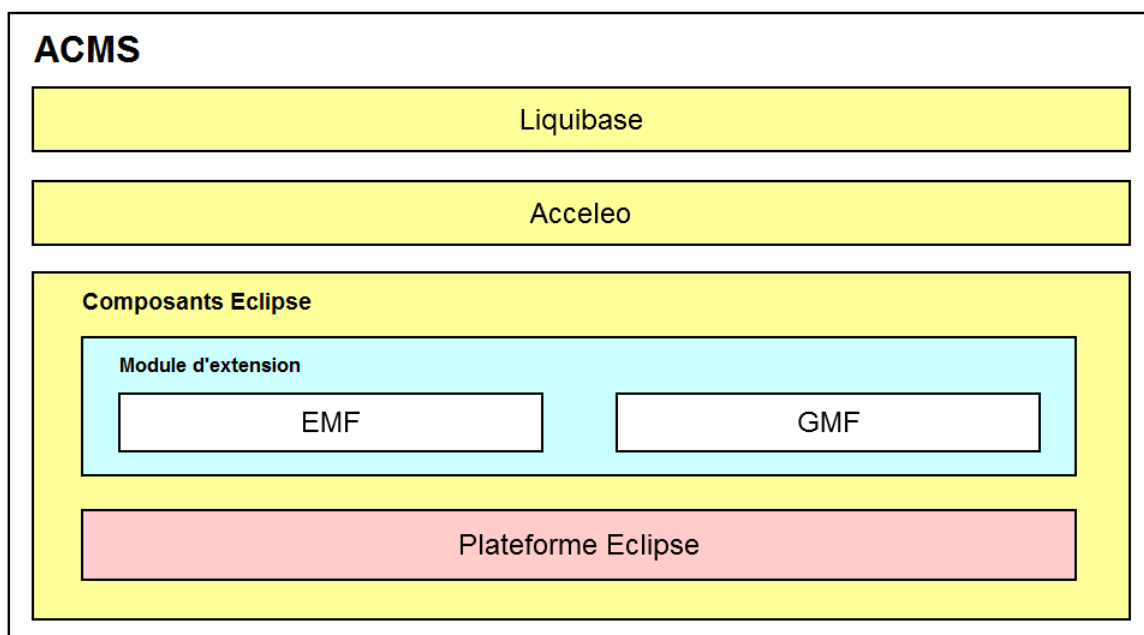 ACMS
Liquibase
Acceleo
Composants Eclipse
Module d'extension
EMF
GMF
Plateforme Eclipse